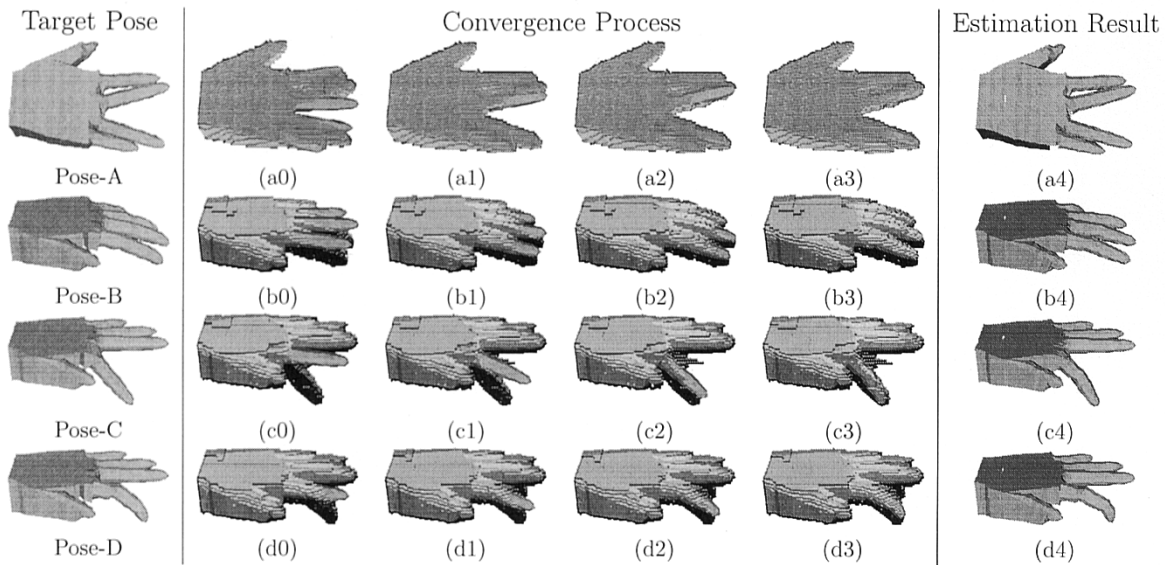 Target Pose Convergence Process Estimation Result
Pose-A (a0) (a1) (a2) (a3) (a4)
Pose-B (b0) (b1) (b2) (b3) (b4)
Pose-C (c0) (c1) (c2) (c3) (c4)
Pose-D (d0) (d1) (d2) (d3) (d4)